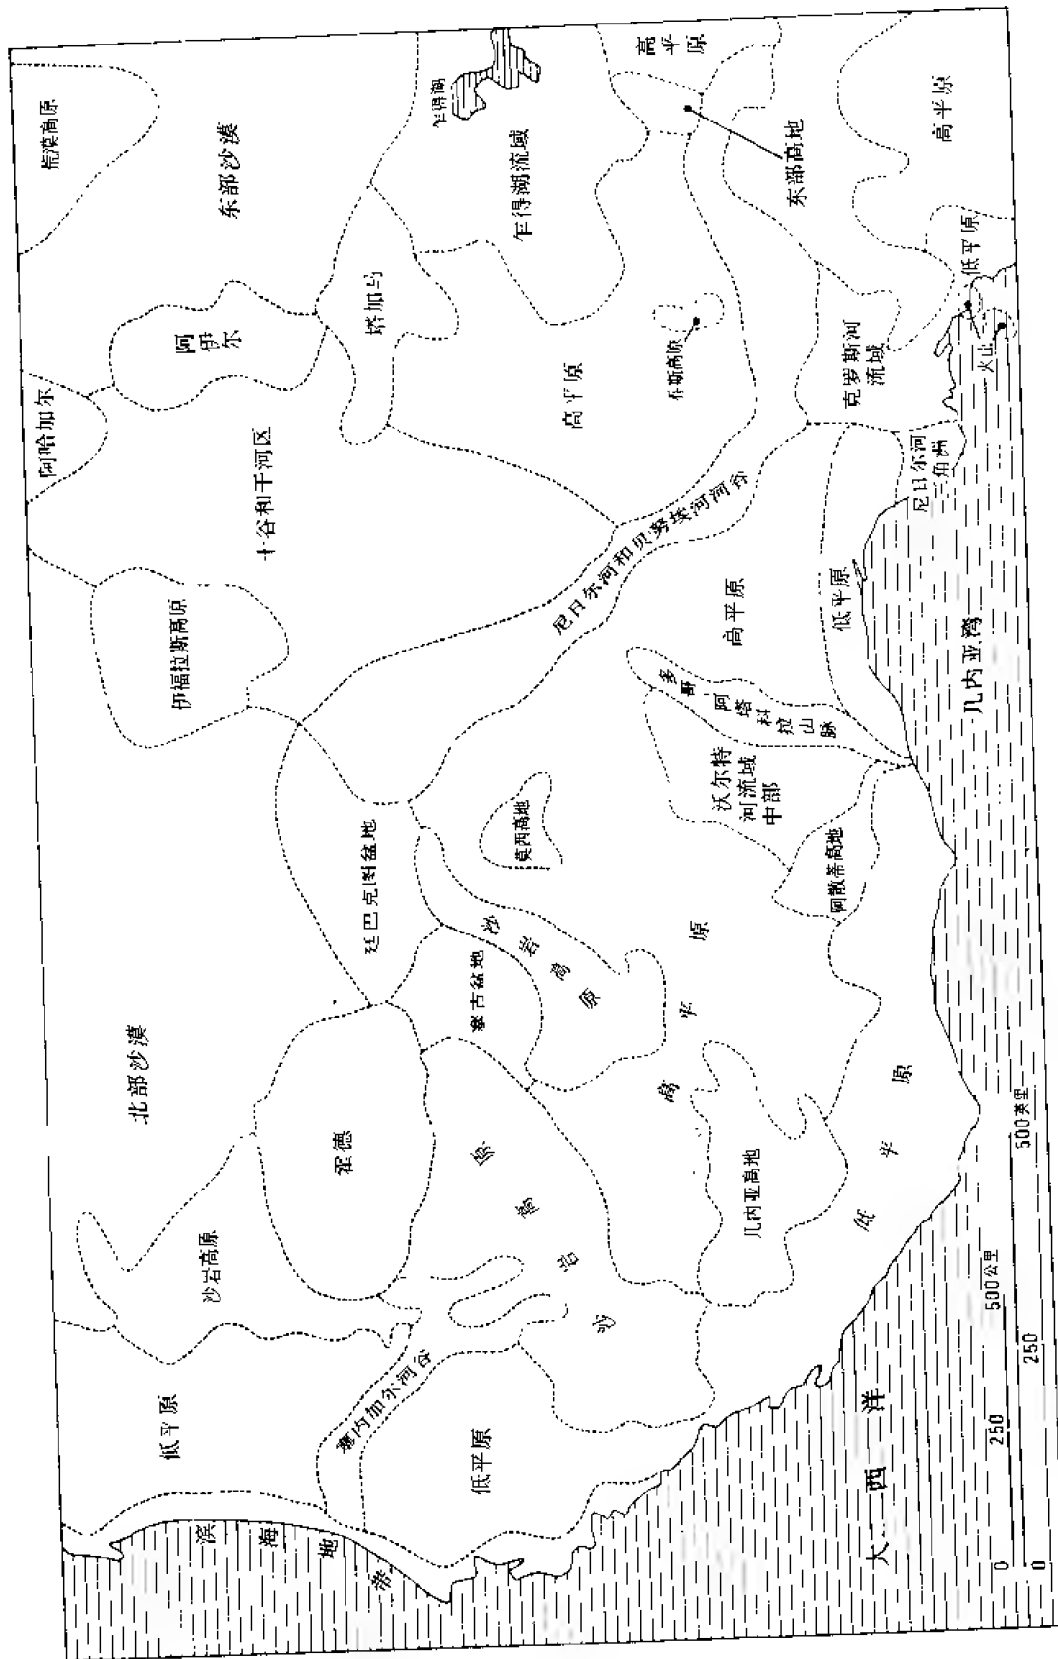 荒漠高原
东部沙漠
乍得湖
乍得湖流域
高平原
东部高地
高平原
低平原
阿哈加尔
阿伊尔
塔加马
高平原
乔斯高原
克罗斯河
流域
火山
干谷和干河区
尼日尔河和贝努埃河河谷
尼日尔河
三角洲
伊福拉斯高原
高平原
低平原
多哥
阿塔科拉山脉
几内亚湾
廷巴克图盆地
莫西高地
沃尔特
河流域
中部
阿散蒂高地
北部沙漠
塞古盆地
沙岩高原
高平原
霍德
沙岩高原
几内亚高地
低平原
沙岩高原
低平原
塞内加尔河谷
低平原
滨海地带
大西洋
0 250 500公里
0 250 500英里